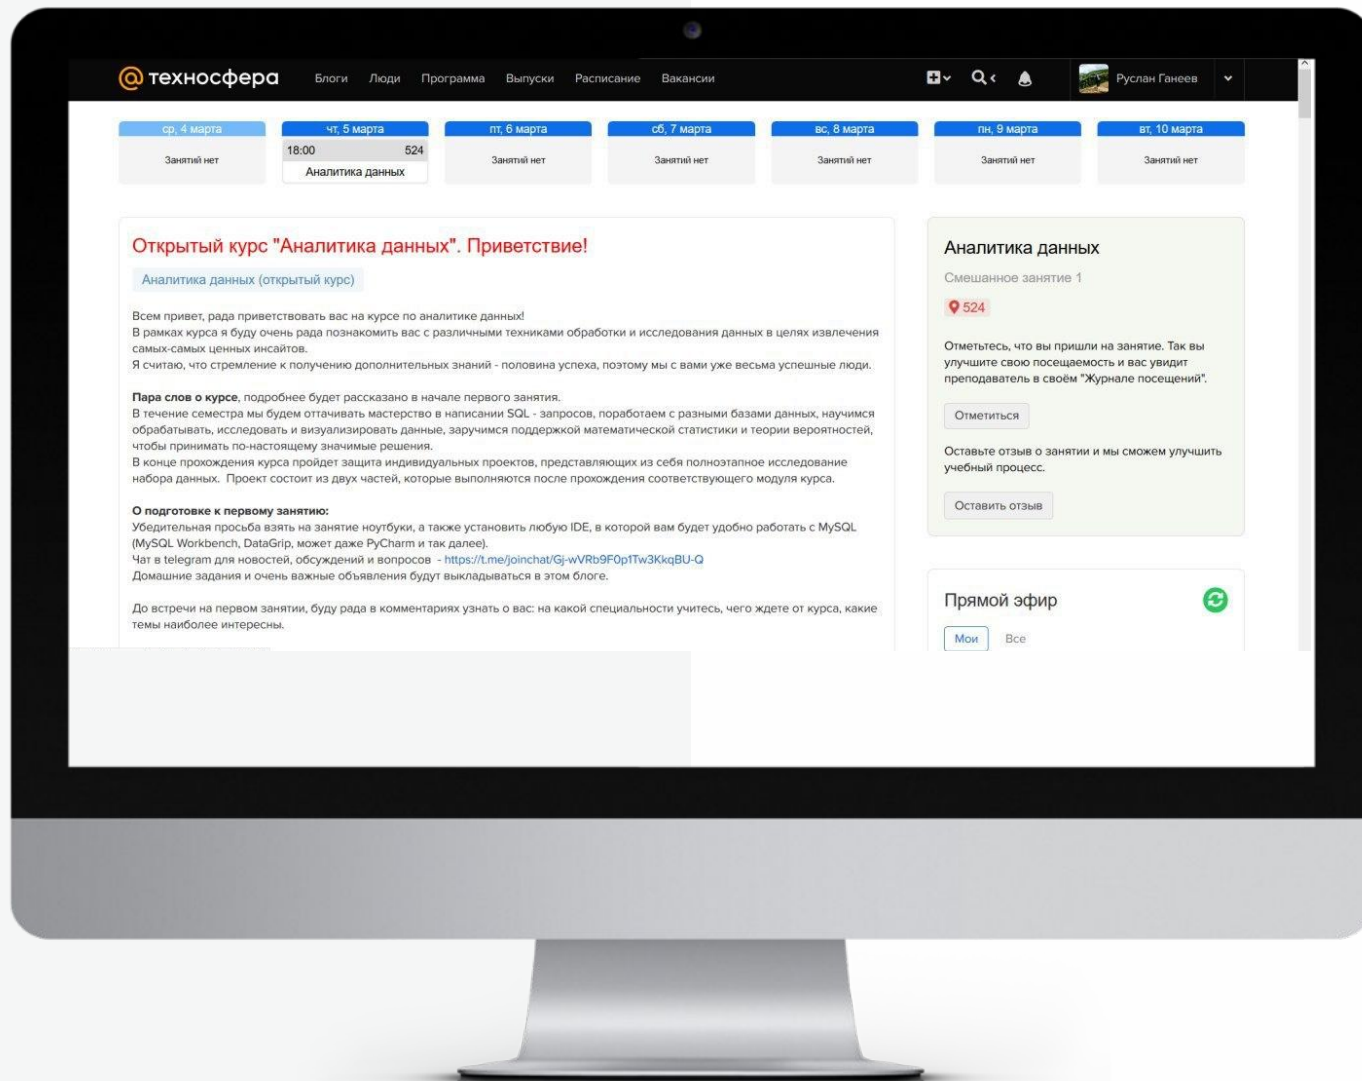 техносфера Блоги Люди Программа Выпуски Расписание Вакансии Руслан Ганеев
ср, 4 марта чт, 5 марта пт, 6 марта сб, 7 марта вс, 8 марта пн, 9 марта вт, 10 марта
Занятий нет 18:00 524 Занятий нет Занятий нет Занятий нет Занятий нет Занятий нет
Аналитика данных
Открытый курс "Аналитика данных". Приветствие!
Аналитика данных (открытый курс)
Всем привет, рада приветствовать вас на курсе по аналитике данных!
В рамках курса я буду очень рада познакомить вас с различными техниками обработки и исследования данных в целях извлечения
самых-самых ценных инсайтов.
Я считаю, что стремление к получению дополнительных знаний - половина успеха, поэтому мы с вами уже весьма успешные люди.
Пара слов о курсе, подробнее будет рассказано в начале первого занятия.
В течение семестра мы будем оттачивать мастерство в написании SQL - запросов, поработаем с разными базами данных, научимся
обрабатывать, исследовать и визуализировать данные, заручимся поддержкой математической статистики и теории вероятностей,
чтобы принимать по-настоящему значимые решения.
В конце прохождения курса пройдет защита индивидуальных проектов, представляющих из себя полноэтапное исследование
набора данных. Проект состоит из двух частей, которые выполняются после прохождения соответствующего модуля курса.
О подготовке к первому занятию:
Убедительная просьба взять на занятие ноутбуки, а также установить любую IDE, в которой вам будет удобно работать с MySQL
(MySQL Workbench, DataGrip, может даже PyCharm и так далее).
Чат в telegram для новостей, обсуждений и вопросов - https://t.me/joinchat/Gj-wVRb9F0p1Tw3KkqBU-Q
Домашние задания и очень важные объявления будут выкладываться в этом блоге.
До встречи на первом занятии, буду рада в комментариях узнать о вас: на какой специальности учитесь, чего ждете от курса, какие
темы наиболее интересны.
Аналитика данных
Смешанное занятие 1
524
Отметьтесь, что вы пришли на занятие. Так вы
улучшите свою посещаемость и вас увидит
преподаватель в своём "Журнале посещений".
Отметиться
Оставьте отзыв о занятии и мы сможем улучшить
учебный процесс.
Оставить отзыв
Прямой эфир
Мои Все